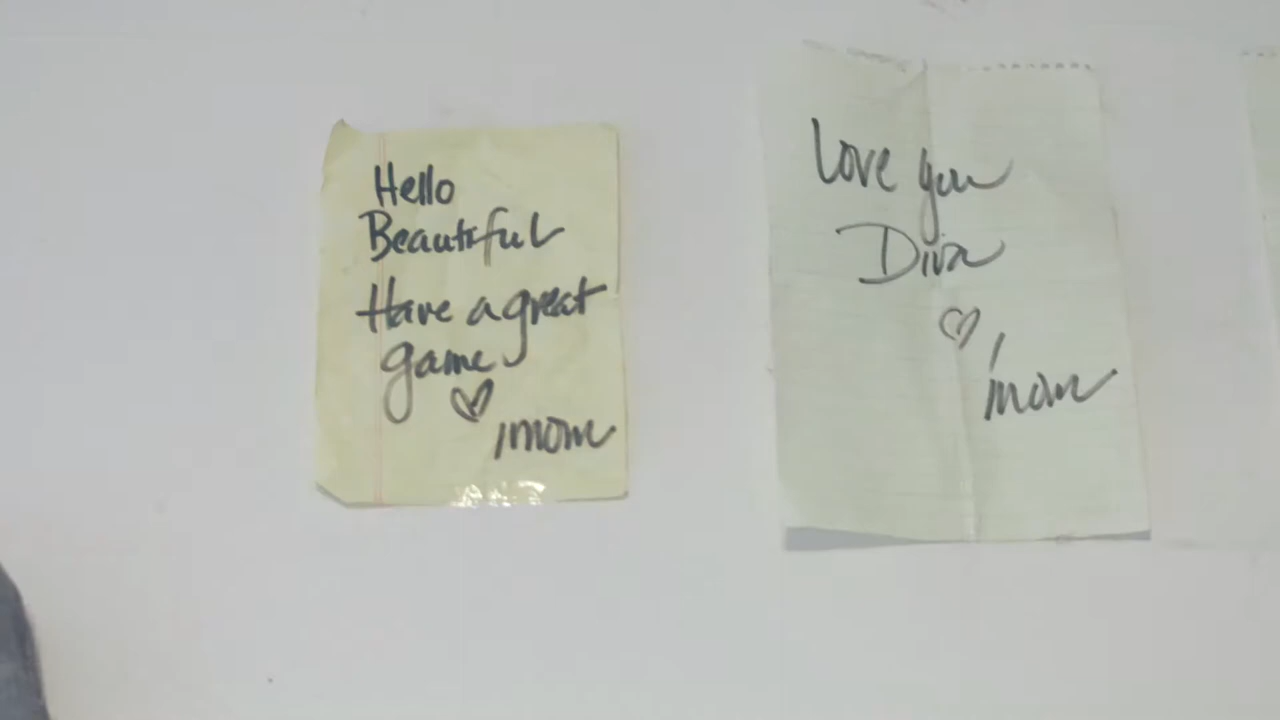 Hello
Beautiful
Have a great
game
♡
mom
Love you
Diva
♡
mom